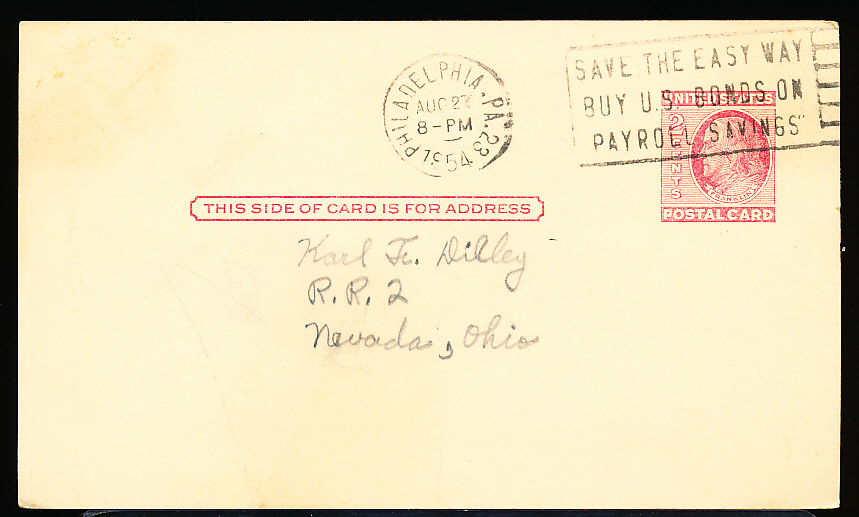 PHILADELPHIA, PA. 23
AUG 23
8-PM
1954
SAVE THE EASY WAY
BUY U.S. BONDS ON
PAYROLL SAVINGS
UNITED STATES
2 CENTS
FRANKLIN
POSTAL CARD
THIS SIDE OF CARD IS FOR ADDRESS
Karl Fr. Dilley
R.R. 2
Nevada, Ohio